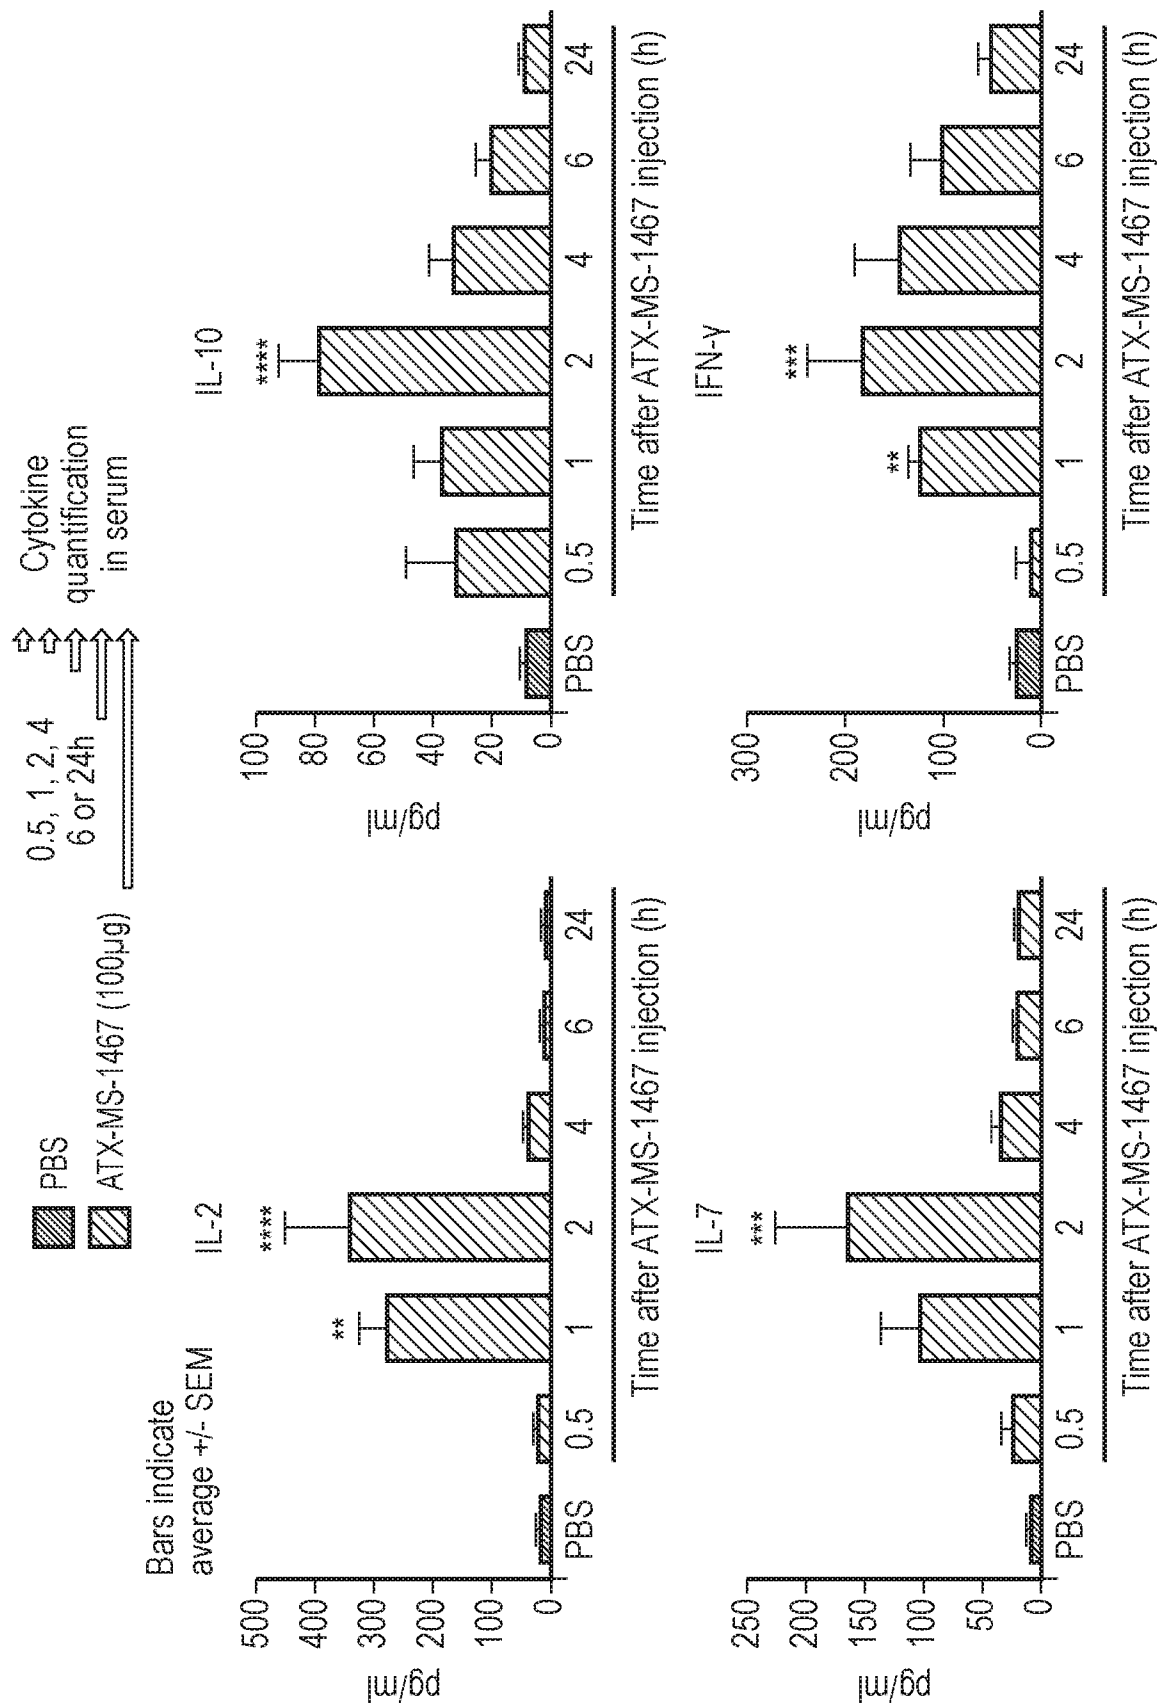 PBS
ATX-MS-1467 (100µg)
0.5, 1, 2, 4
6 or 24h
Cytokine
quantification
in serum
Bars indicate
average +/- SEM
IL-2
pg/ml
500
400
300
200
100
0
**
****
PBS 0.5 1 2 4 6 24
Time after ATX-MS-1467 injection (h)
IL-10
pg/ml
100
80
60
40
20
0
****
PBS 0.5 1 2 4 6 24
Time after ATX-MS-1467 injection (h)
IL-7
pg/ml
250
200
150
100
50
0
***
PBS 0.5 1 2 4 6 24
Time after ATX-MS-1467 injection (h)
IFN-γ
pg/ml
300
200
100
0
**
***
PBS 0.5 1 2 4 6 24
Time after ATX-MS-1467 injection (h)